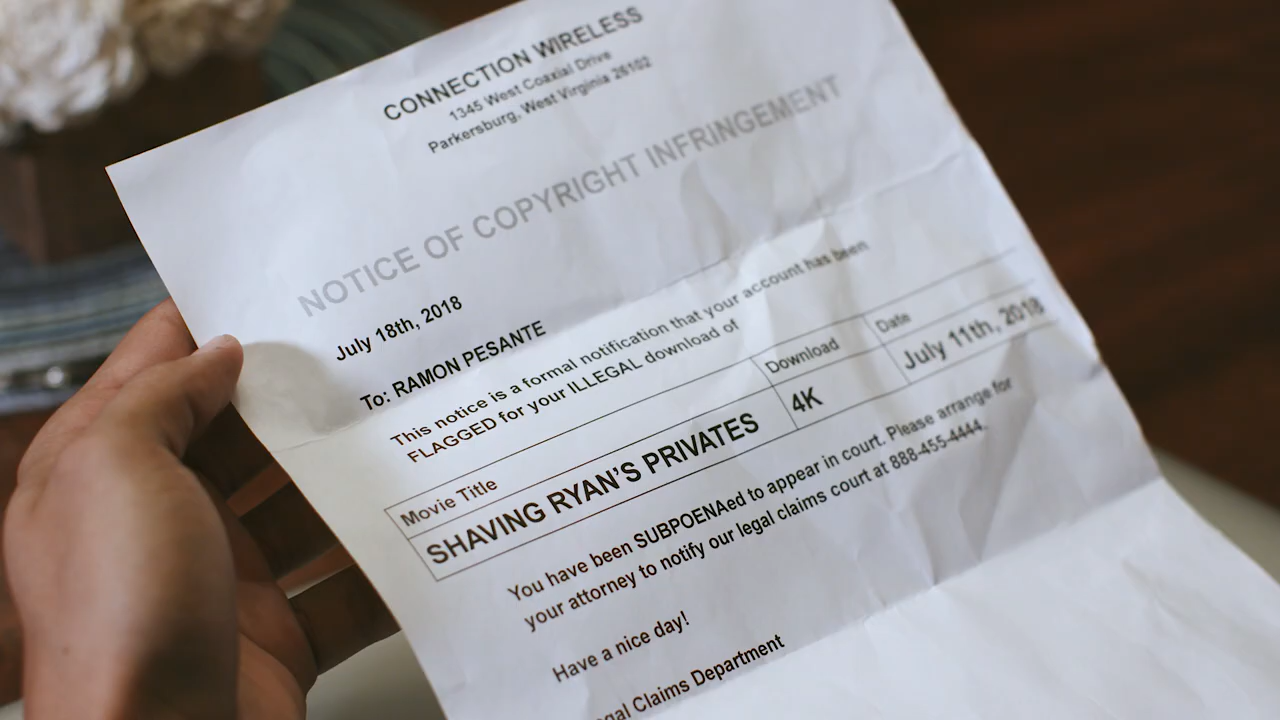 CONNECTION WIRELESS
1345 West Coaxial Drive
Parkersburg, West Virginia 26102
NOTICE OF COPYRIGHT INFRINGEMENT
July 18th, 2018
To: RAMON PESANTE
This notice is a formal notification that your account has been
FLAGGED for your ILLEGAL download of
Movie Title Download Date
SHAVING RYAN'S PRIVATES 4K July 11th, 2018
You have been SUBPOENAed to appear in court. Please arrange for
your attorney to notify our legal claims court at 888-455-4444.
Have a nice day!
Claims Department